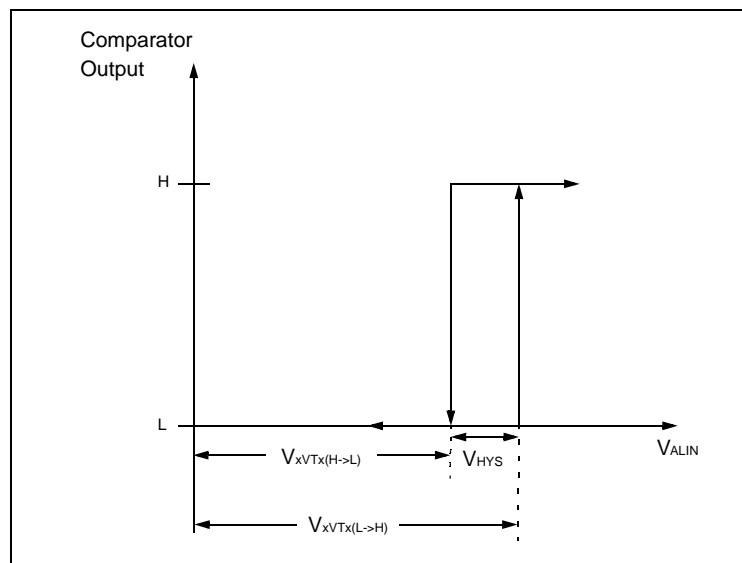 Comparator
Output
H
L
VALIN
VxVTx(H->L)
VHYS
VxVTx(L->H)